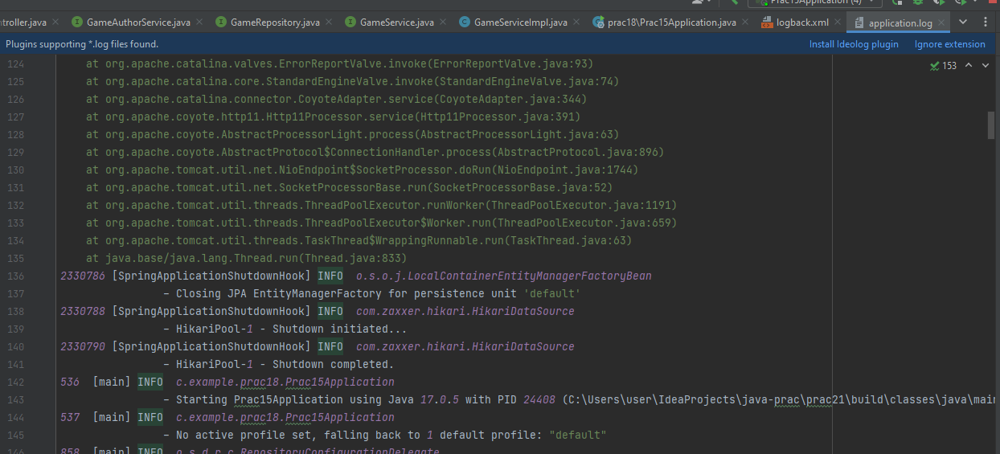 Prac15Application (4)
ntroller.java GameAuthorService.java GameRepository.java GameService.java GameServiceImpl.java prac18\Prac15Application.java logback.xml application.log
Plugins supporting *.log files found. Install Ideolog plugin Ignore extension
153
124 at org.apache.catalina.valves.ErrorReportValve.invoke(ErrorReportValve.java:93)
125 at org.apache.catalina.core.StandardEngineValve.invoke(StandardEngineValve.java:74)
126 at org.apache.catalina.connector.CoyoteAdapter.service(CoyoteAdapter.java:344)
127 at org.apache.coyote.http11.Http11Processor.service(Http11Processor.java:391)
128 at org.apache.coyote.AbstractProcessorLight.process(AbstractProcessorLight.java:63)
129 at org.apache.coyote.AbstractProtocol$ConnectionHandler.process(AbstractProtocol.java:896)
130 at org.apache.tomcat.util.net.NioEndpoint$SocketProcessor.doRun(NioEndpoint.java:1744)
131 at org.apache.tomcat.util.net.SocketProcessorBase.run(SocketProcessorBase.java:52)
132 at org.apache.tomcat.util.threads.ThreadPoolExecutor.runWorker(ThreadPoolExecutor.java:1191)
133 at org.apache.tomcat.util.threads.ThreadPoolExecutor$Worker.run(ThreadPoolExecutor.java:659)
134 at org.apache.tomcat.util.threads.TaskThread$WrappingRunnable.run(TaskThread.java:63)
135 at java.base/java.lang.Thread.run(Thread.java:833)
136 2330786 [SpringApplicationShutdownHook] INFO o.s.o.j.LocalContainerEntityManagerFactoryBean
137 - Closing JPA EntityManagerFactory for persistence unit 'default'
138 2330788 [SpringApplicationShutdownHook] INFO com.zaxxer.hikari.HikariDataSource
139 - HikariPool-1 - Shutdown initiated...
140 2330790 [SpringApplicationShutdownHook] INFO com.zaxxer.hikari.HikariDataSource
141 - HikariPool-1 - Shutdown completed.
142 536 [main] INFO c.example.prac18.Prac15Application
143 - Starting Prac15Application using Java 17.0.5 with PID 24408 (C:\Users\user\IdeaProjects\java-prac\prac21\build\classes\java\main
144 537 [main] INFO c.example.prac18.Prac15Application
145 - No active profile set, falling back to 1 default profile: "default"
146 858 [main] INFO o.s.d.r.c.RepositoryConfigurationDelegate